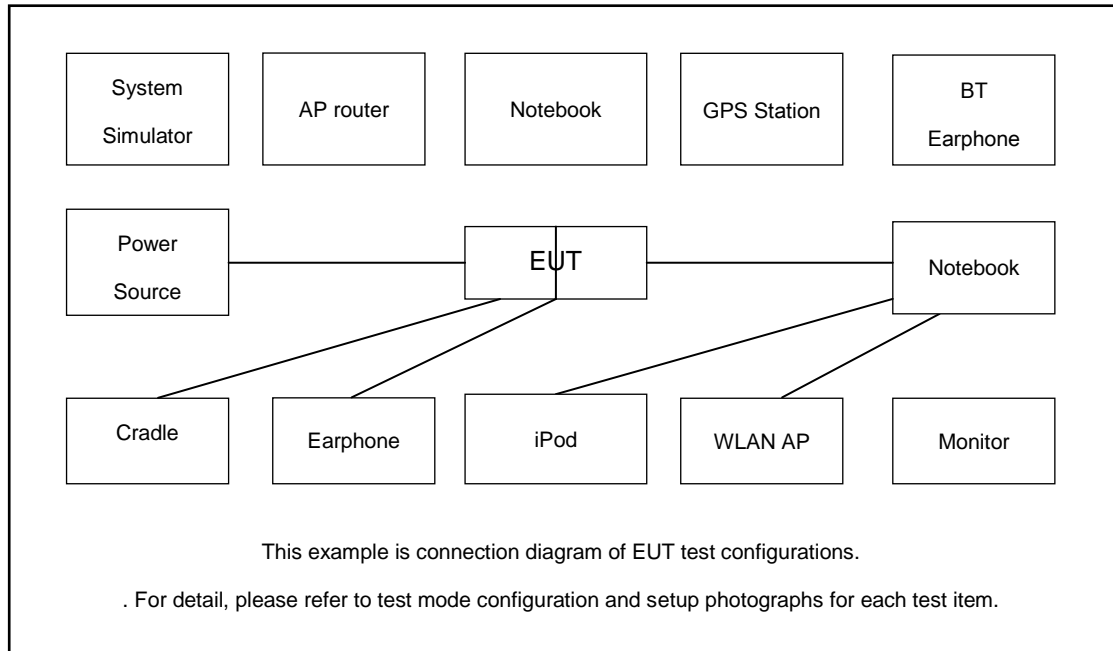 System
Simulator
AP router
Notebook
GPS Station
BT
Earphone
Power
Source
EUT
Notebook
Cradle
Earphone
iPod
WLAN AP
Monitor
This example is connection diagram of EUT test configurations.
. For detail, please refer to test mode configuration and setup photographs for each test item.